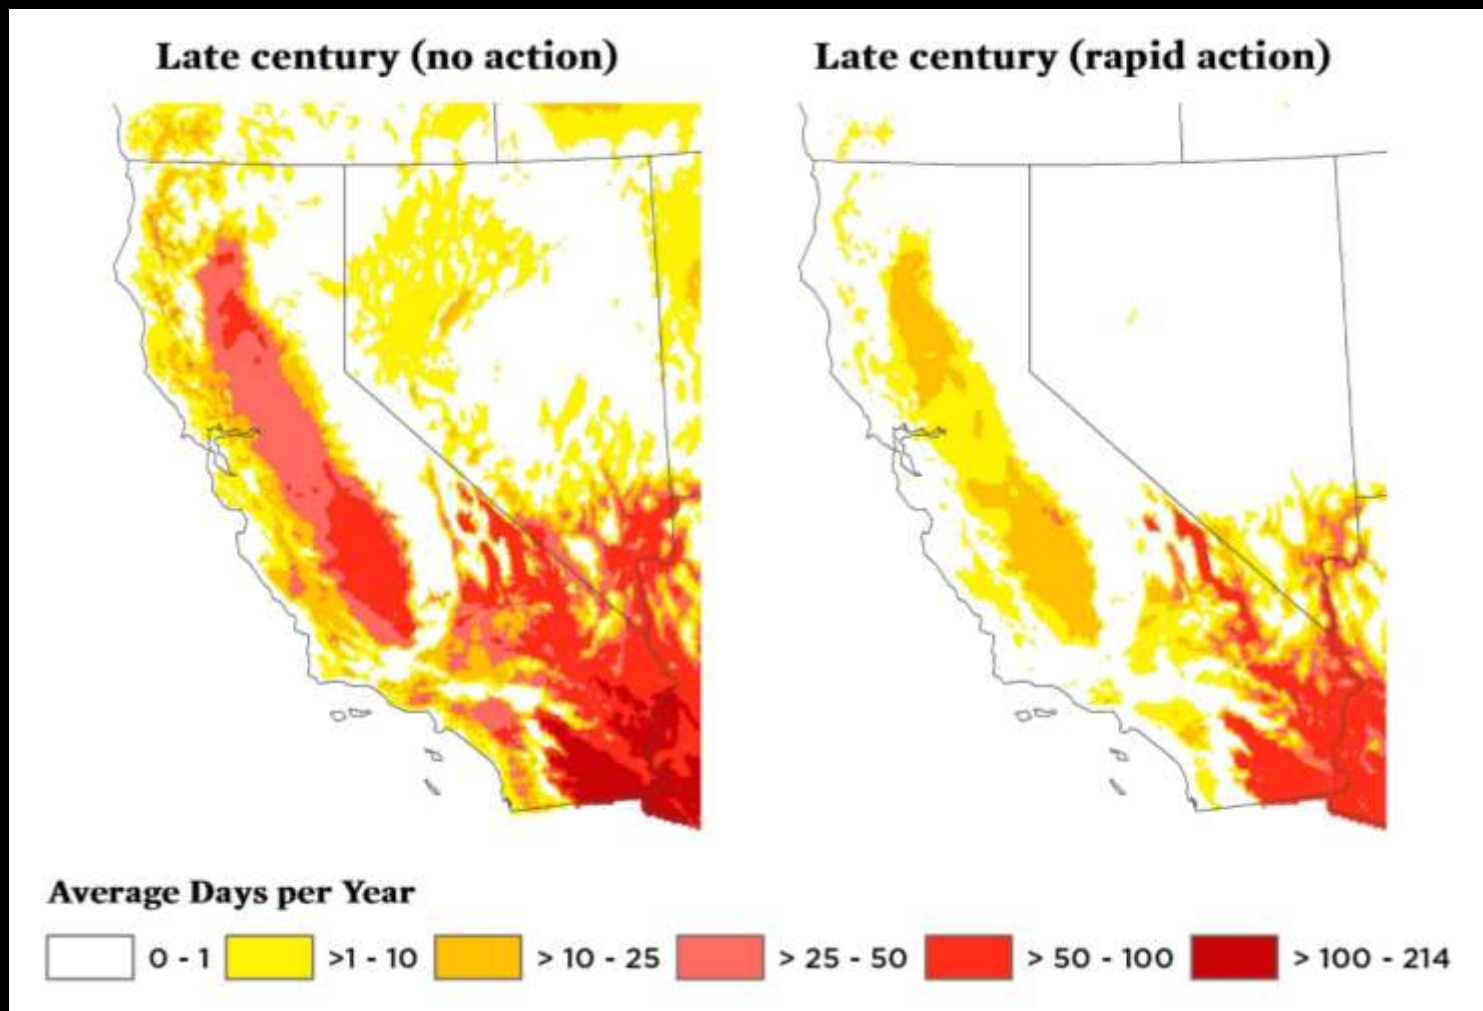 Late century (no action)
Late century (rapid action)
Average Days per Year
0 - 1
>1 - 10
> 10 - 25
> 25 - 50
> 50 - 100
> 100 - 214